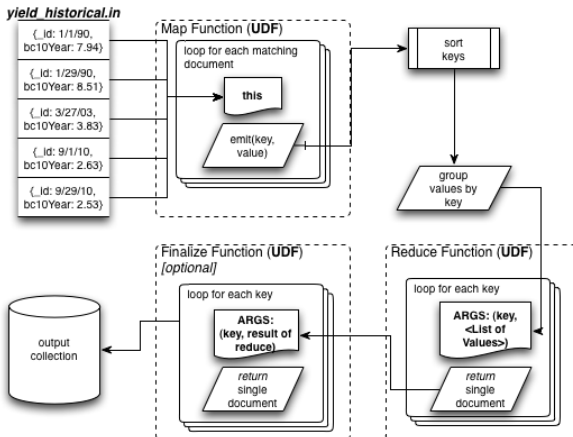 yield_historical.in
{_id: 1/1/90,
bc10Year: 7.94}
{_id: 1/29/90,
bc10Year: 8.51}
{_id: 3/27/03,
bc10Year: 3.83}
{_id: 9/1/10,
bc10Year: 2.63}
{_id: 9/29/10,
bc10Year: 2.53}
Map Function (UDF)
loop for each matching
document
this
emit(key,
value)
sort
keys
group
values by
key
Reduce Function (UDF)
loop for each key
ARGS: (key,
<List of
Values>)
return
single
document
Finalize Function (UDF)
[optional]
loop for each key
ARGS:
(key, result of
reduce)
return
single
document
output
collection